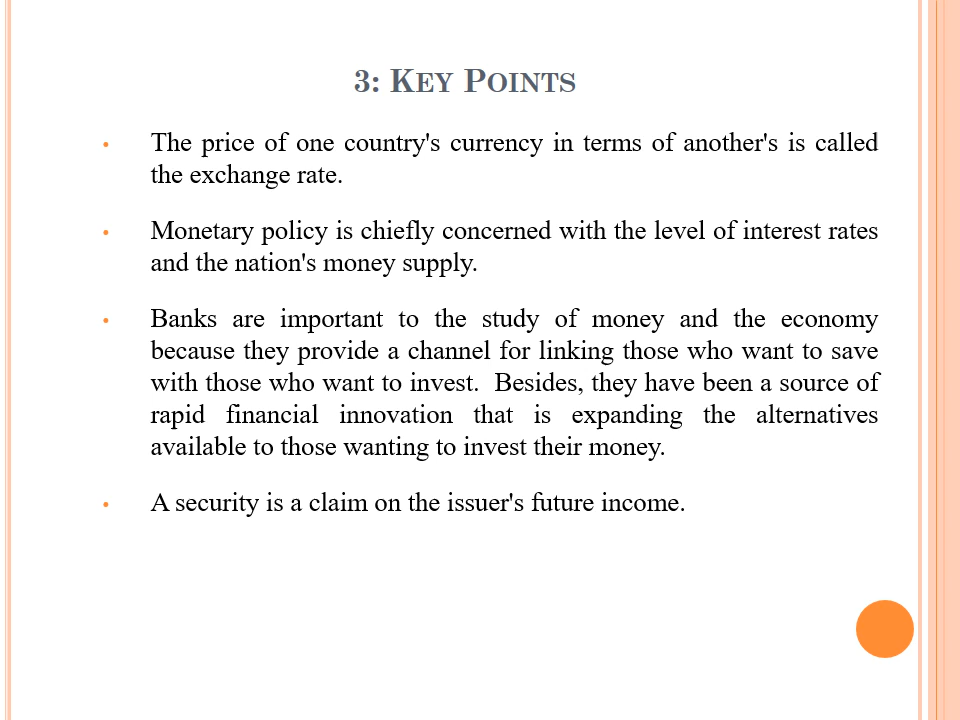 3: KEY POINTS
• The price of one country's currency in terms of another's is called
the exchange rate.
• Monetary policy is chiefly concerned with the level of interest rates
and the nation's money supply.
• Banks are important to the study of money and the economy
because they provide a channel for linking those who want to save
with those who want to invest.  Besides, they have been a source of
rapid financial innovation that is expanding the alternatives
available to those wanting to invest their money.
• A security is a claim on the issuer's future income.